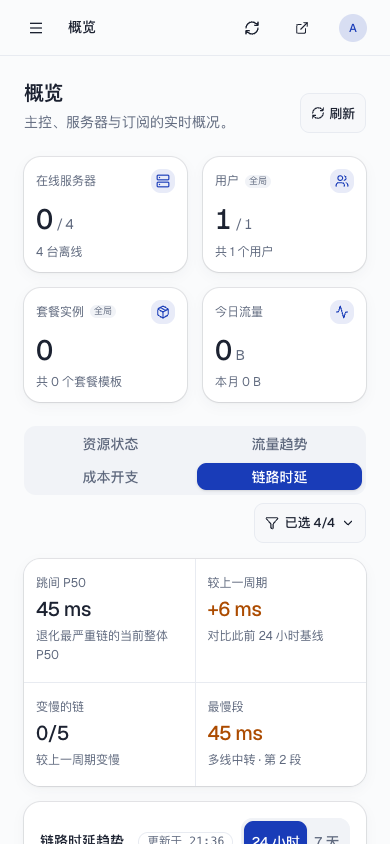 概览
A
概览
主控、服务器与订阅的实时概况。
刷新
在线服务器
0 / 4
4 台离线
用户 全局
1 / 1
共 1 个用户
套餐实例 全局
0
共 0 个套餐模板
今日流量
0 B
本月 0 B
资源状态
流量趋势
成本开支
链路时延
已选 4/4
跳间 P50
45 ms
退化最严重链的当前整体
P50
较上一周期
+6 ms
对比此前 24 小时基线
变慢的链
0/5
较上一周期变慢
最慢段
45 ms
多线中转 · 第 2 段
链路时延趋势
更新于 21:36
24 小时
7 天